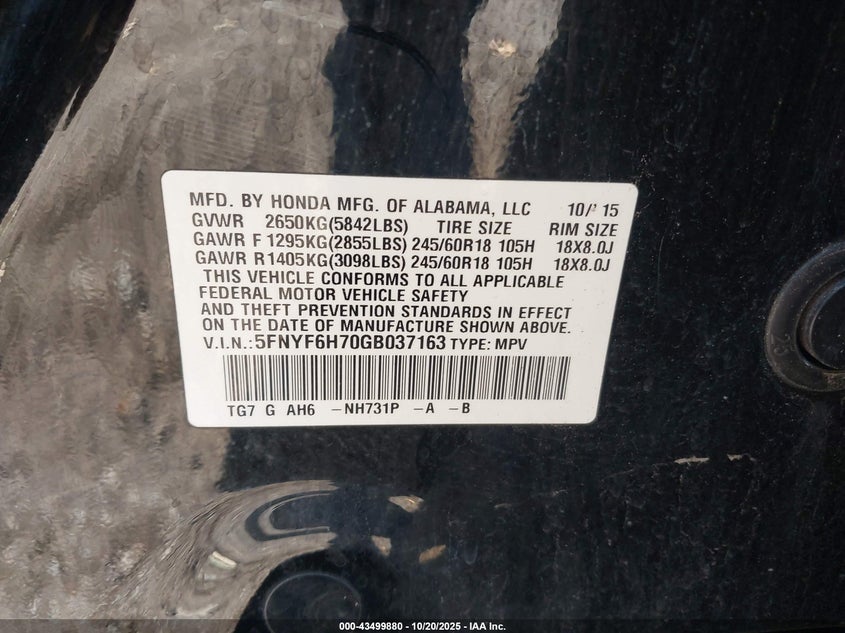 MFD. BY HONDA MFG. OF ALABAMA, LLC 10/ 15
GVWR 2650KG(5842LBS) TIRE SIZE RIM SIZE
GAWR F 1295KG(2855LBS) 245/60R18 105H 18X8.0J
GAWR R1405KG(3098LBS) 245/60R18 105H 18X8.0J
THIS VEHICLE CONFORMS TO ALL APPLICABLE
FEDERAL MOTOR VEHICLE SAFETY
AND THEFT PREVENTION STANDARDS IN EFFECT
ON THE DATE OF MANUFACTURE SHOWN ABOVE.
V.I.N.:5FNYF6H70GB037163 TYPE: MPV
TG7 G AH6 -NH731P -A -B
000-43499880 - 10/20/2025 - IAA Inc.